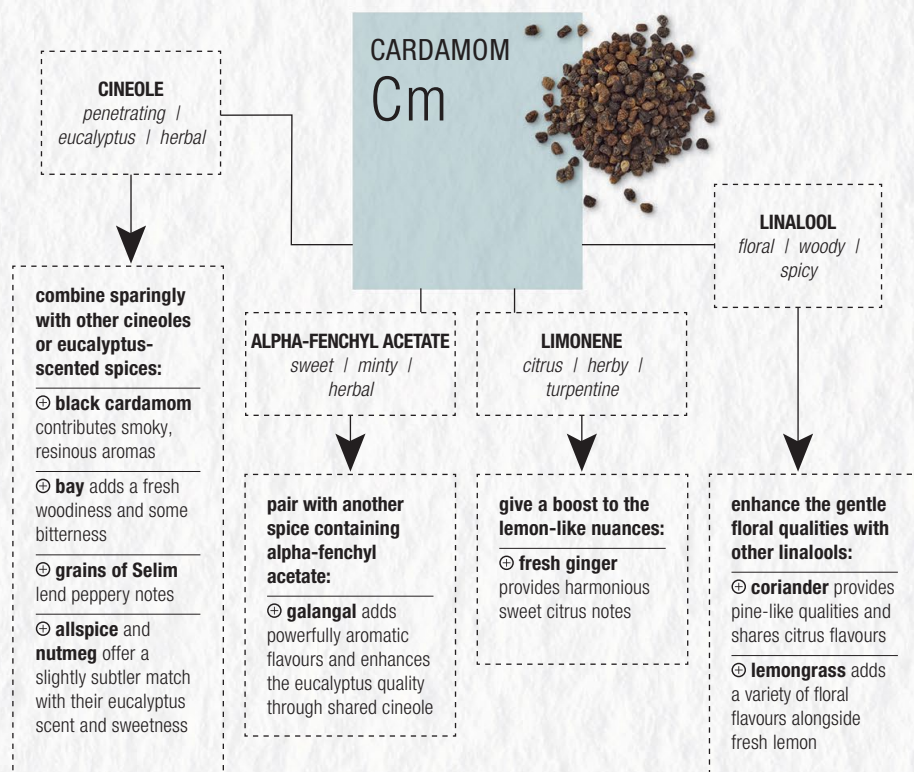 CARDAMOM
Cm
CINEOLE
penetrating |
eucalyptus | herbal
combine sparingly
with other cineoles
or eucalyptus-
scented spices:
⊕ black cardamom
contributes smoky,
resinous aromas
⊕ bay adds a fresh
woodiness and some
bitterness
⊕ grains of Selim
lend peppery notes
⊕ allspice and
nutmeg offer a
slightly subtler match
with their eucalyptus
scent and sweetness
ALPHA-FENCHYL ACETATE
sweet | minty |
herbal
pair with another
spice containing
alpha-fenchyl
acetate:
⊕ galangal adds
powerfully aromatic
flavours and enhances
the eucalyptus quality
through shared cineole
LIMONENE
citrus | herby |
turpentine
give a boost to the
lemon-like nuances:
⊕ fresh ginger
provides harmonious
sweet citrus notes
LINALOOL
floral | woody |
spicy
enhance the gentle
floral qualities with
other linalools:
⊕ coriander provides
pine-like qualities and
shares citrus flavours
⊕ lemongrass adds
a variety of floral
flavours alongside
fresh lemon